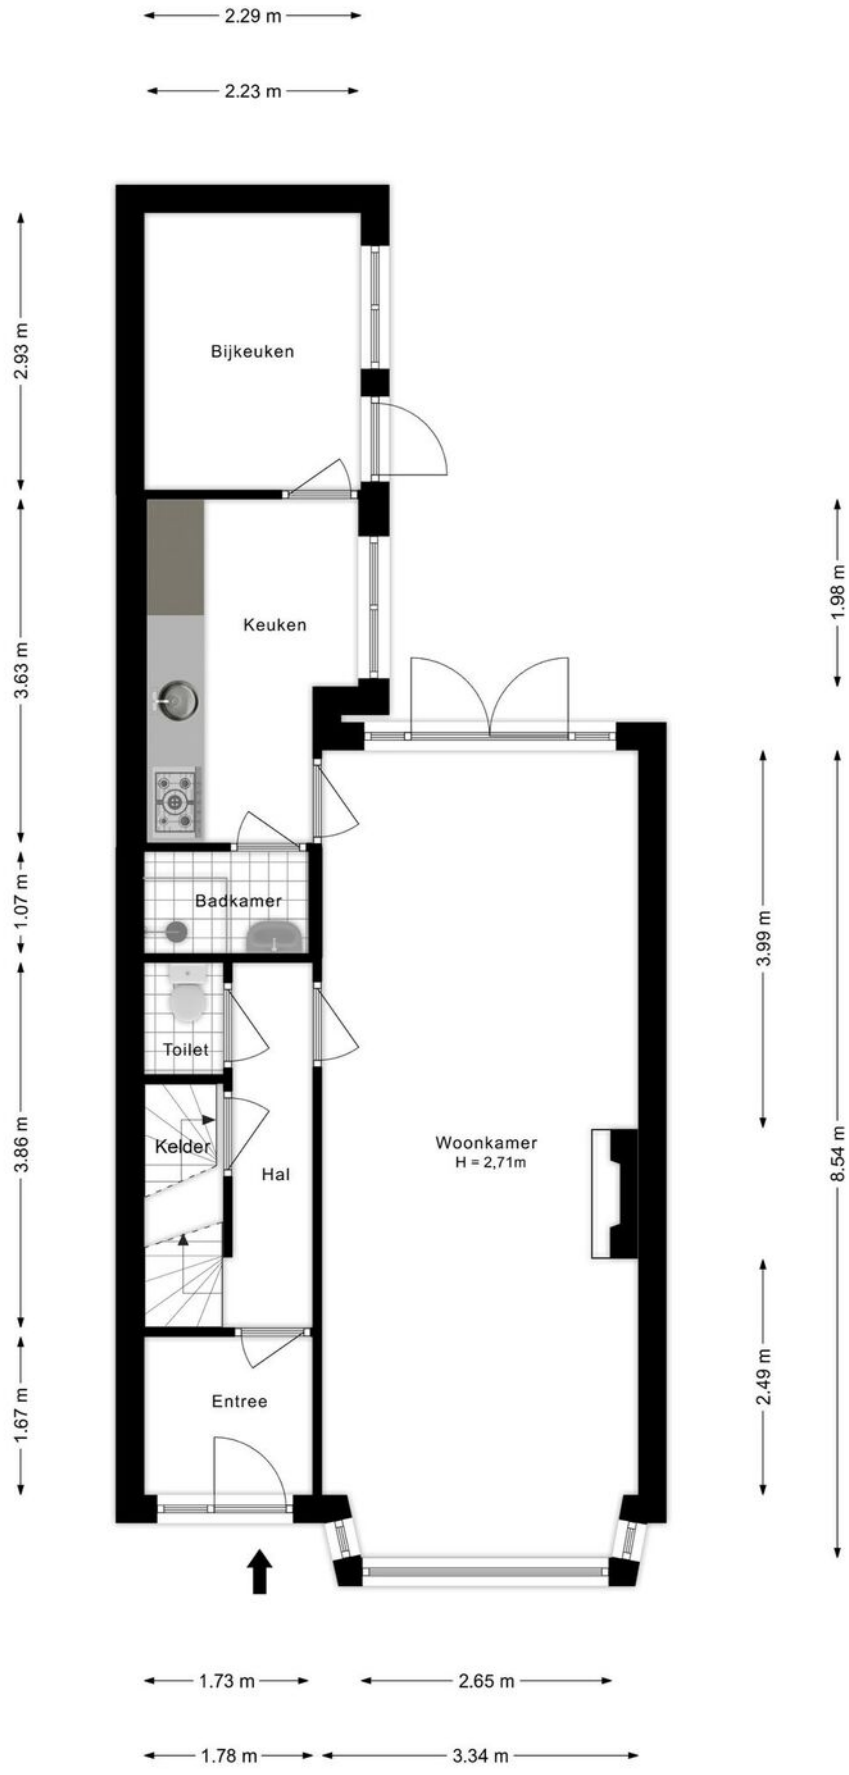 2.29 m
2.23 m
2.93 m
Bijkeuken
1.98 m
Keuken
3.63 m
1.07 m
Badkamer
3.99 m
Toilet
3.86 m
Kelder
Hal
Woonkamer
H = 2,71m
8.54 m
2.49 m
1.67 m
Entree
1.73 m
2.65 m
1.78 m
3.34 m